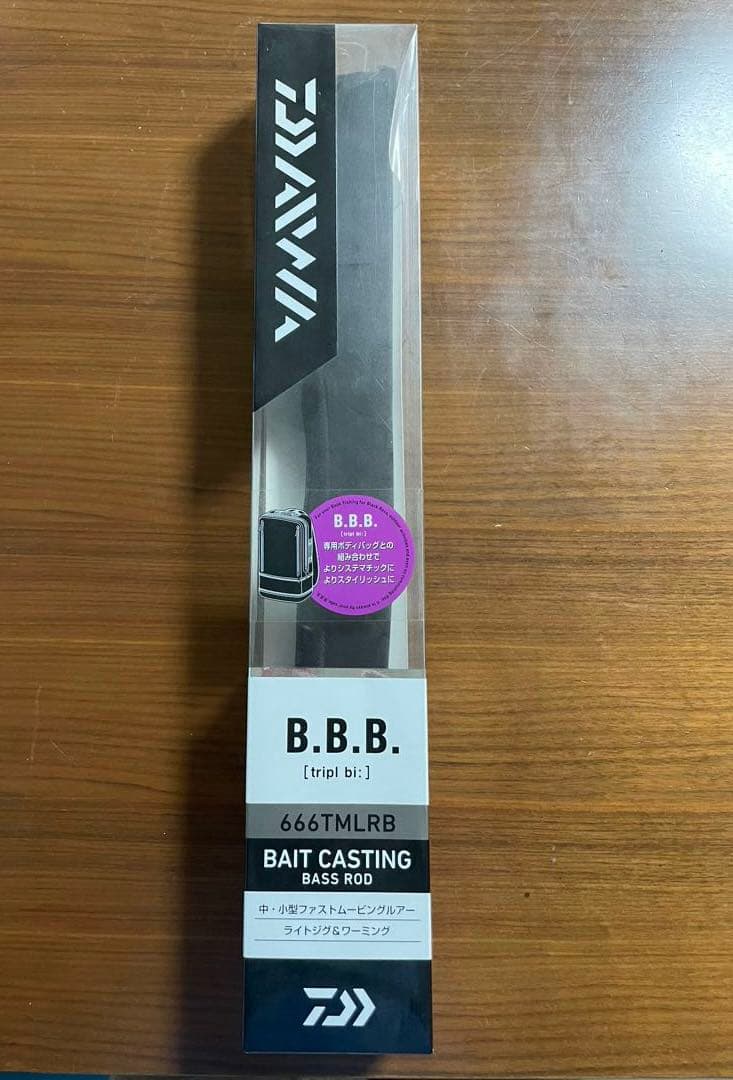 DAIWA
B.B.B.
[tripl bi:]
専用ボディバッグとの
組み合わせで
よりシステマチックに
よりスタイリッシュに
B.B.B.
[tripl bi:]
666TMLRB
BAIT CASTING
BASS ROD
中・小型ファストムービングルアー
ライトジグ&ワーミング